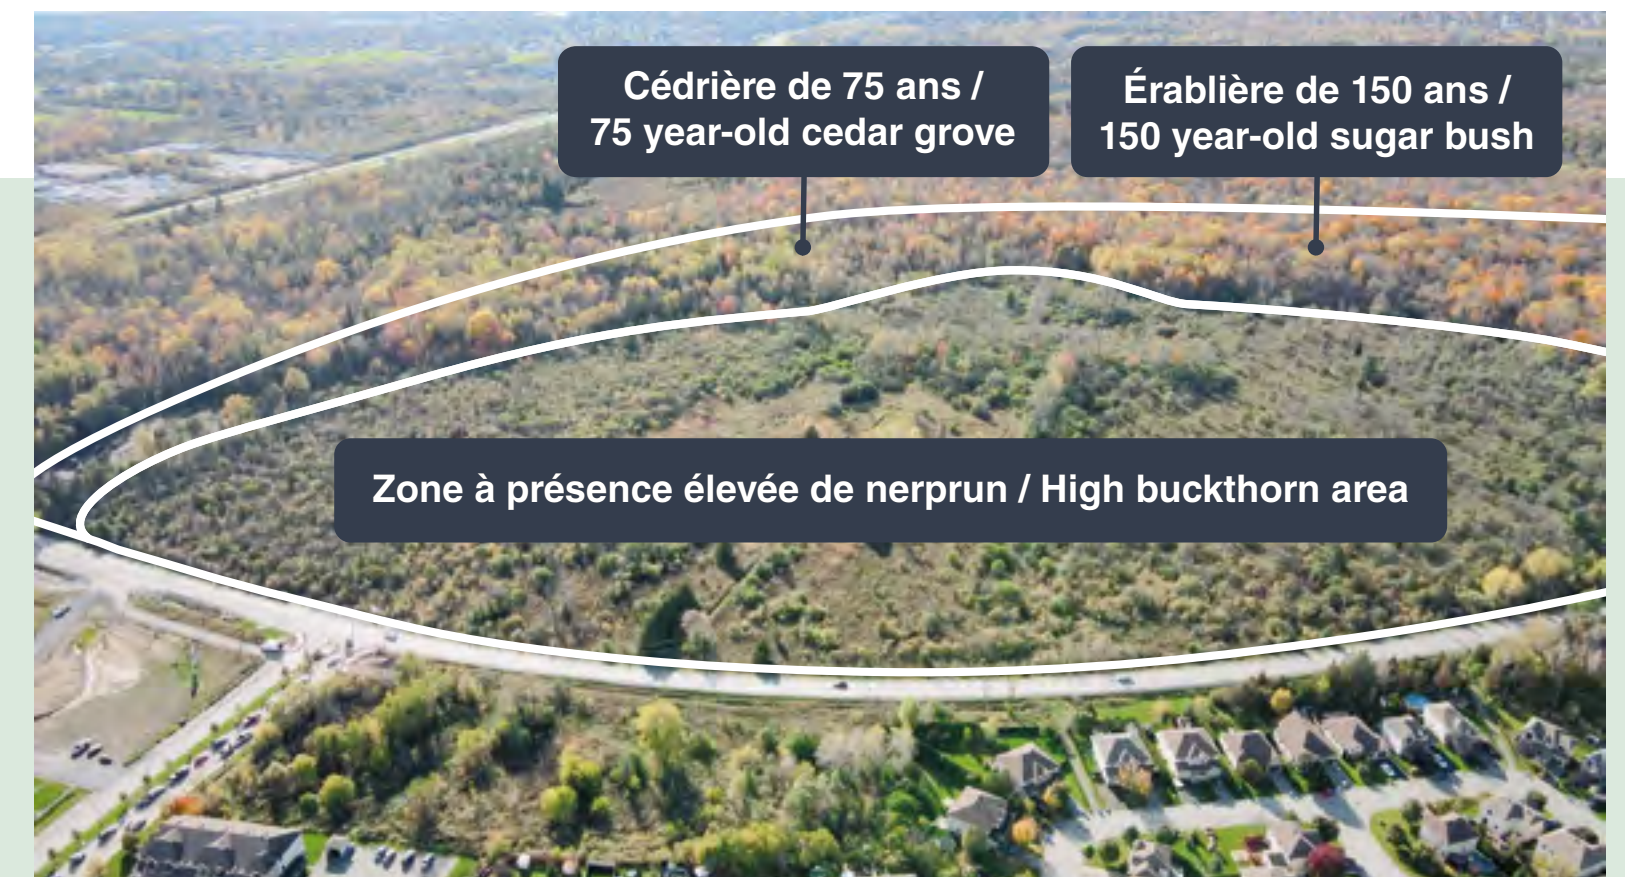 Cédrière de 75 ans /
75 year-old cedar grove
Érablière de 150 ans /
150 year-old sugar bush
Zone à présence élevée de nerprun / High buckthorn area